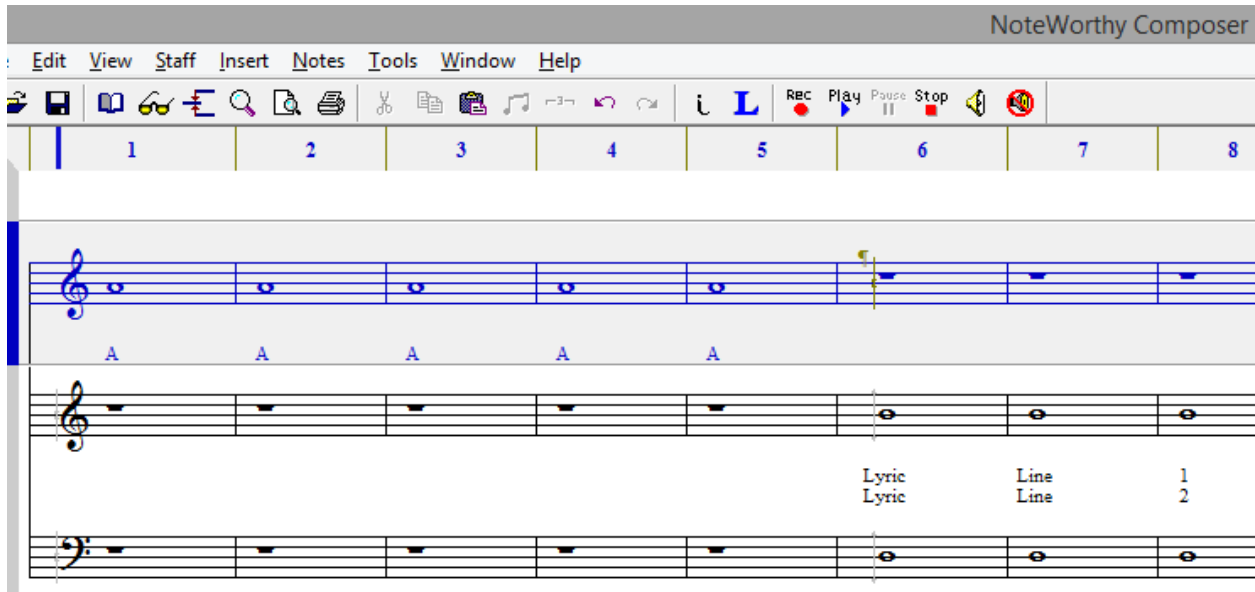 NoteWorthy Composer
: Edit View Staff Insert Notes Tools Window Help
i L Rec Play Pause Stop
1 2 3 4 5 6 7 8
A A A A A
Lyric Line 1
Lyric Line 2